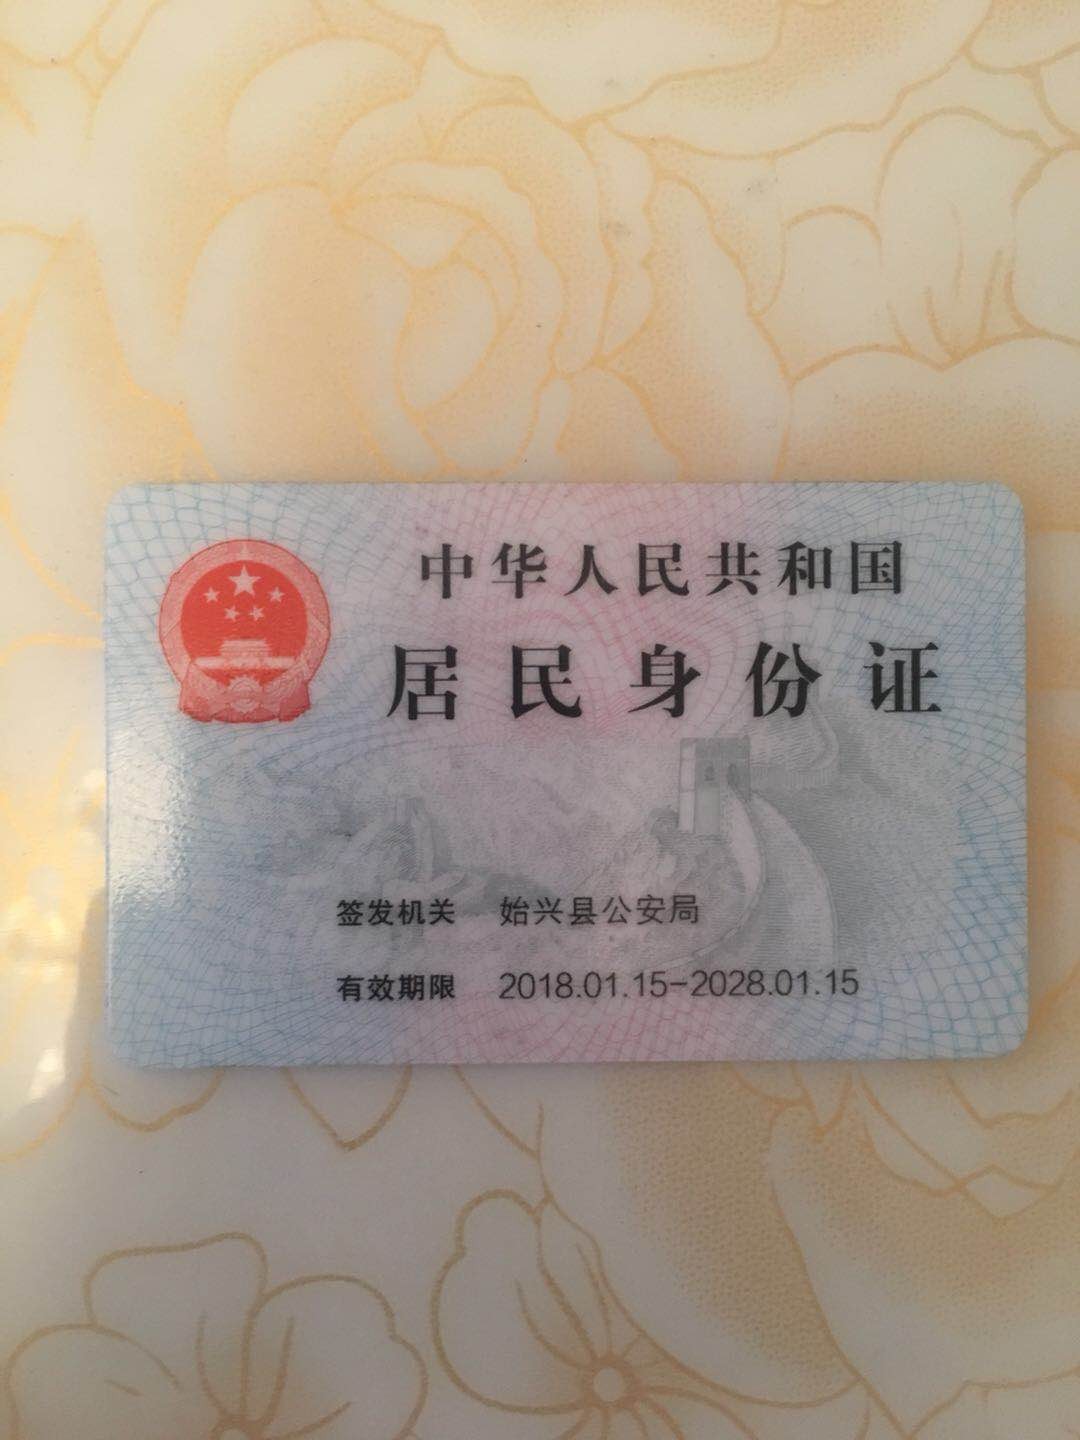 中华人民共和国
居民身份证
签发机关 始兴县公安局
有效期限 2018.01.15-2028.01.15